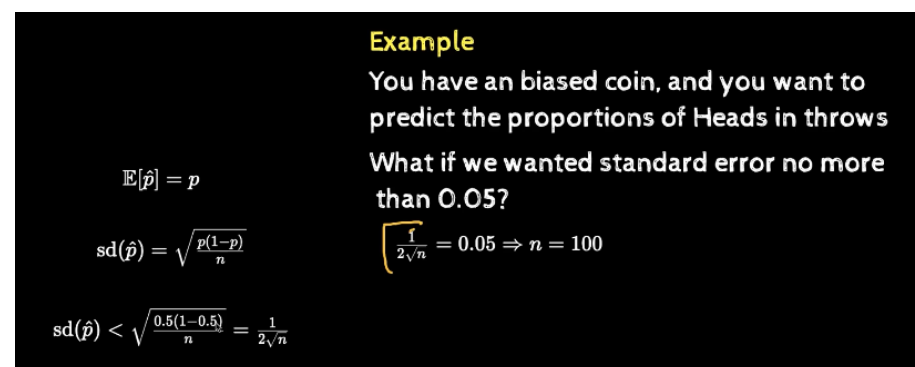 Example
You have an biased coin, and you want to
predict the proportions of Heads in throws
What if we wanted standard error no more
than 0.05?
𝔼[p̂] = p
sd(p̂) = √(p(1−p)/n)
1/(2√n) = 0.05 ⇒ n = 100
sd(p̂) < √(0.5(1−0.5)/n) = 1/(2√n)